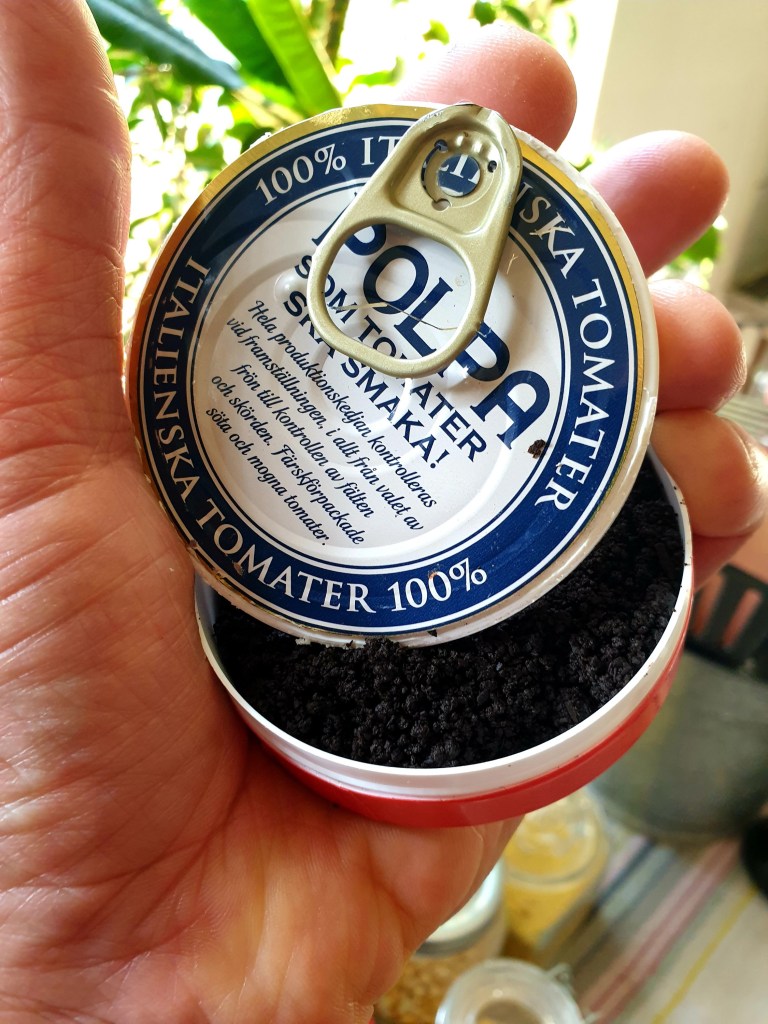 100% ITALIENSKA TOMATER
ITALIENSKA TOMATER 100%
POLPA
SOM TOMATER
SKA SMAKA!
Hela produktionskedjan kontrolleras
vid framställningen, i allt från valet av
frön till kontrollen av fälten
och skörden. Färskförpackade
söta och mogna tomater.